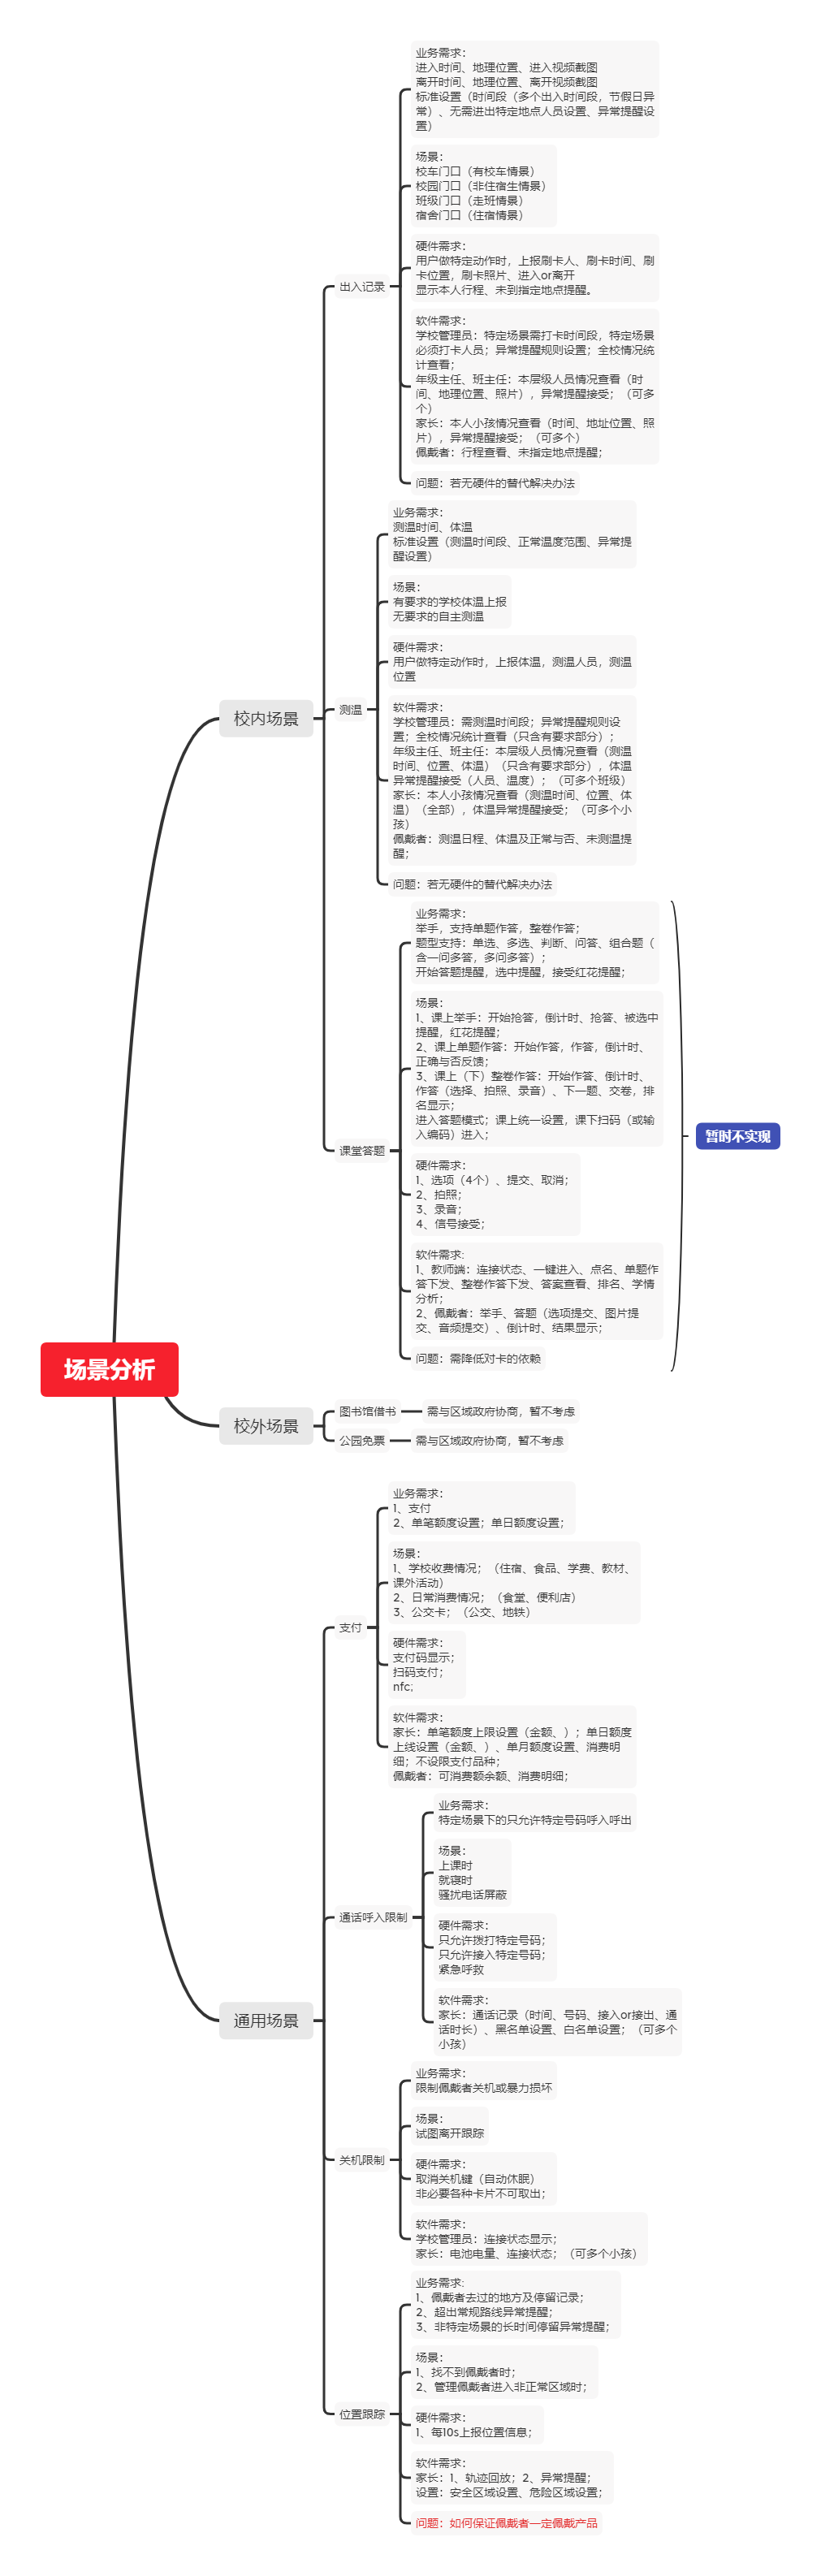 场景分析
校内场景
出入记录
业务需求：
进入时间、地理位置、进入视频截图
离开时间、地理位置、离开视频截图
标准设置（时间段（多个出入时间段，节假日异
常）、无需进出特定地点人员设置、异常提醒设
置）
场景：
校车门口（有校车情景）
校园门口（非住宿生情景）
班级门口（走班情景）
宿舍门口（住宿情景）
硬件需求：
用户做特定动作时，上报刷卡人、刷卡时间、刷
卡位置，刷卡照片、进入or离开
显示本人行程、未到指定地点提醒。
软件需求：
学校管理员：特定场景需打卡时间段，特定场景
必须打卡人员；异常提醒规则设置；全校情况统
计查看；
年级主任、班主任：本层级人员情况查看（时
间、地理位置、照片），异常提醒接受；（可多
个）
家长：本人小孩情况查看（时间、地址位置、照
片），异常提醒接受；（可多个）
佩戴者：行程查看、未指定地点提醒；
问题：若无硬件的替代解决办法
测温
业务需求：
测温时间、体温
标准设置（测温时间段、正常温度范围、异常提
醒设置）
场景：
有要求的学校体温上报
无要求的自主测温
硬件需求：
用户做特定动作时，上报体温，测温人员，测温
位置
软件需求：
学校管理员：需测温时间段；异常提醒规则设
置；全校情况统计查看（只含有要求部分）；
年级主任、班主任：本层级人员情况查看（测温
时间、位置、体温）（只含有要求部分），体温
异常提醒接受（人员、温度）；（可多个班级）
家长：本人小孩情况查看（测温时间、位置、体
温）（全部），体温异常提醒接受；（可多个小
孩）
佩戴者：测温日程、体温及正常与否、未测温提
醒；
问题：若无硬件的替代解决办法
课堂答题
业务需求：
举手，支持单题作答，整卷作答；
题型支持：单选、多选、判断、问答、组合题（
含一问多答，多问多答）；
开始答题提醒，选中提醒，接受红花提醒；
场景：
1、课上举手：开始抢答，倒计时、抢答、被选中
提醒，红花提醒；
2、课上单题作答：开始作答，作答，倒计时、
正确与否反馈；
3、课上（下）整卷作答：开始作答、倒计时、
作答（选择、拍照、录音）、下一题、交卷，排
名显示；
进入答题模式；课上统一设置，课下扫码（或输
入编码）进入；
硬件需求：
1、选项（4个）、提交、取消；
2、拍照；
3、录音；
4、信号接受；
软件需求：
1、教师端：连接状态、一键进入、点名、单题作
答下发、整卷作答下发、答案查看、排名、学情
分析；
2、佩戴者：举手、答题（选项提交、图片提
交、音频提交）、倒计时、结果显示；
问题：需降低对卡的依赖
暂时不实现
校外场景
图书馆借书
需与区域政府协商，暂不考虑
公园免票
需与区域政府协商，暂不考虑
通用场景
支付
业务需求：
1、支付
2、单笔额度设置；单日额度设置；
场景：
1、学校收费情况；（住宿、食品、学费、教材、
课外活动）
2、日常消费情况；（食堂、便利店）
3、公交卡；（公交、地铁）
硬件需求：
支付码显示；
扫码支付；
nfc;
软件需求：
家长：单笔额度上限设置（金额、）；单日额度
上线设置（金额、）、单月额度设置、消费明
细；不设限支付品种；
佩戴者：可消费额余额、消费明细；
通话呼入限制
业务需求：
特定场景下的只允许特定号码呼入呼出
场景：
上课时
就寝时
骚扰电话屏蔽
硬件需求：
只允许拨打特定号码；
只允许接入特定号码；
紧急呼救
软件需求：
家长：通话记录（时间、号码、接入or接出、通
话时长）、黑名单设置、白名单设置；（可多个
小孩）
关机限制
业务需求：
限制佩戴者关机或暴力损坏
场景：
试图离开跟踪
硬件需求：
取消关机键（自动休眠）
非必要各种卡片不可取出；
软件需求：
学校管理员：连接状态显示；
家长：电池电量、连接状态；（可多个小孩）
位置跟踪
业务需求：
1、佩戴者去过的地方及停留记录；
2、超出常规路线异常提醒；
3、非特定场景的长时间停留异常提醒；
场景：
1、找不到佩戴者时；
2、管理佩戴者进入非正常区域时；
硬件需求：
1、每10s上报位置信息；
软件需求：
家长：1、轨迹回放；2、异常提醒；
设置：安全区域设置、危险区域设置；
问题：如何保证佩戴者一定佩戴产品